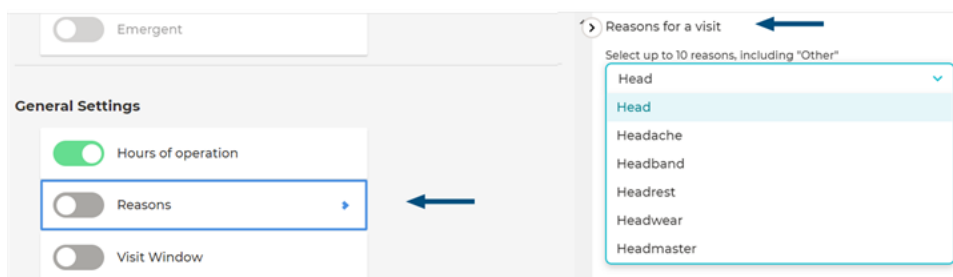 Emergent
General Settings
Hours of operation
Reasons
Visit Window
Reasons for a visit
Select up to 10 reasons, including "Other"
Head
Head
Headache
Headband
Headrest
Headwear
Headmaster